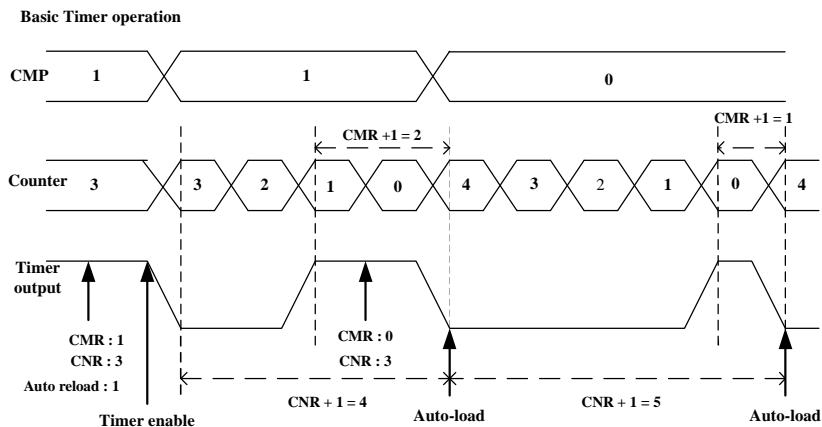 Basic Timer operation
CMP 1 1 0
CMR +1 = 2 CMR +1 = 1
Counter 3 3 2 1 0 4 3 2 1 0 4
Timer output
CMR : 1
CNR : 3
Auto reload : 1
Timer enable
CMR : 0
CNR : 3
CNR + 1 = 4
Auto-load
CNR + 1 = 5
Auto-load